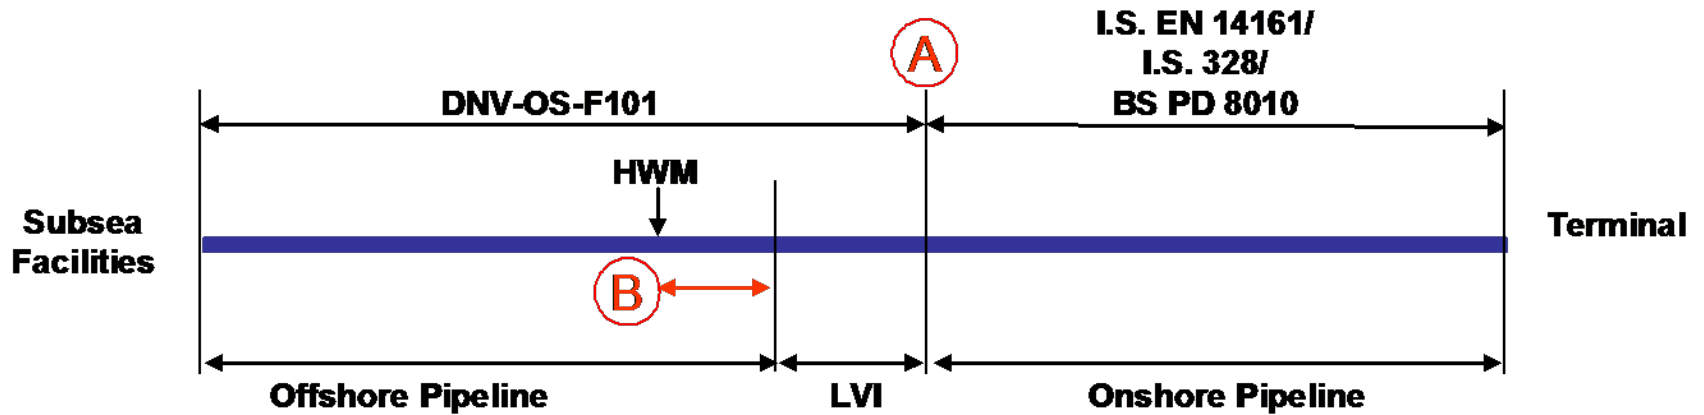 I.S. EN 14161/
I.S. 328/
BS PD 8010
A
DNV-OS-F101
HWM
Subsea
Facilities
Terminal
B
Offshore Pipeline
LVI
Onshore Pipeline